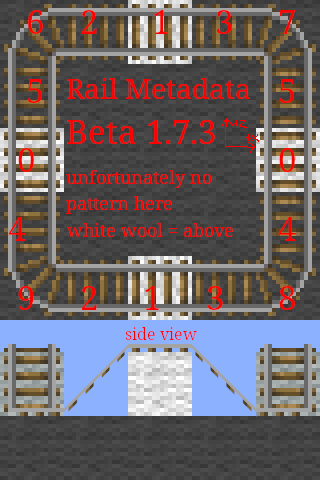 6 2 1 3 7
5 Rail Metadata 5
Beta 1.7.3
0 unfortunately no 0
pattern here
4 white wool = above 4
9 2 1 3 8
side view